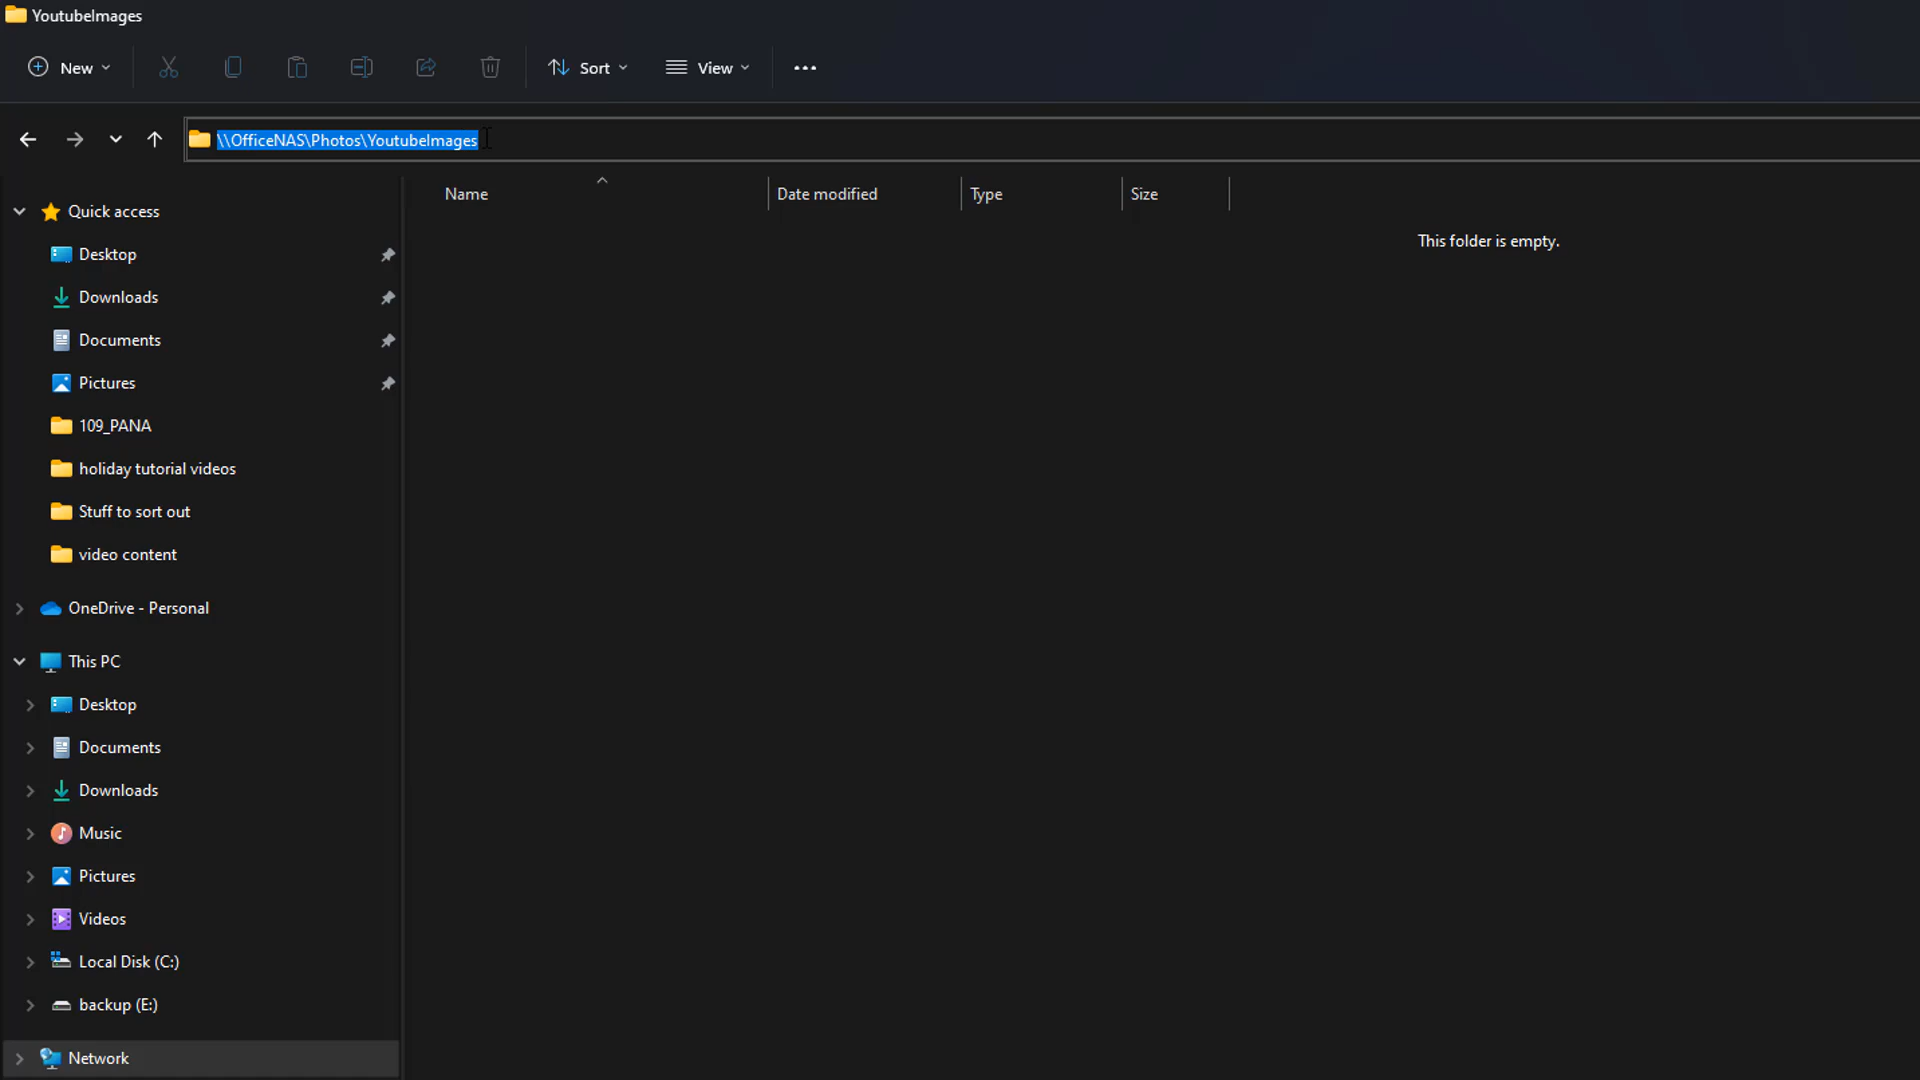 YoutubeImages
New
Sort
View
\\OfficeNAS\Photos\YoutubeImages
Name
Date modified
Type
Size
This folder is empty.
Quick access
Desktop
Downloads
Documents
Pictures
109_PANA
holiday tutorial videos
Stuff to sort out
video content
OneDrive - Personal
This PC
Desktop
Documents
Downloads
Music
Pictures
Videos
Local Disk (C:)
backup (E:)
Network